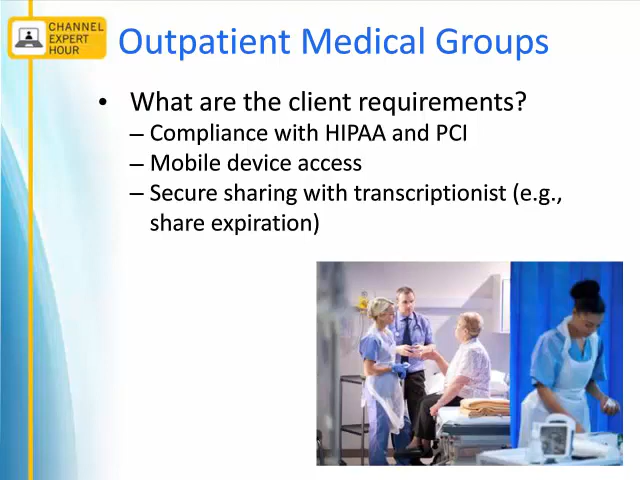 CHANNEL
EXPERT
HOUR
Outpatient Medical Groups
• What are the client requirements?
– Compliance with HIPAA and PCI
– Mobile device access
– Secure sharing with transcriptionist (e.g.,
share expiration)